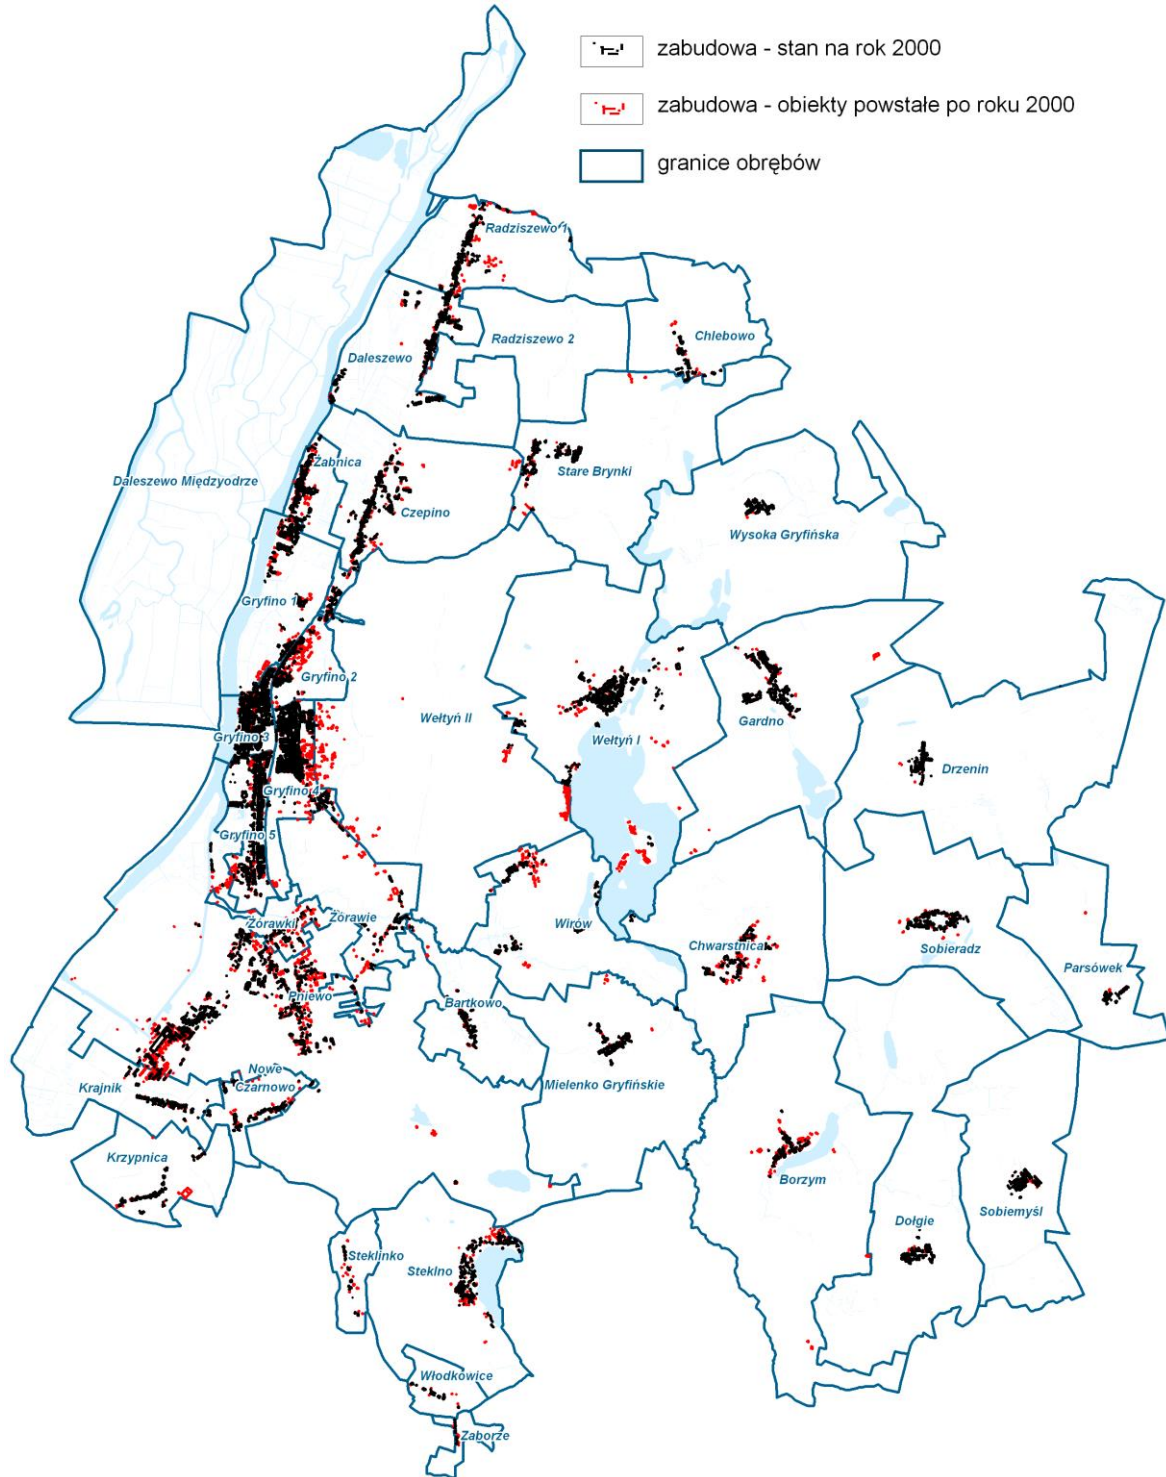 zabudowa - stan na rok 2000
zabudowa - obiekty powstałe po roku 2000
granice obrębów
Radziszewo 1
Radziszewo 2
Chlebowo
Daleszewo
Żabnica
Daleszewo Międzyodrze
Stare Brynki
Czepino
Wysoka Gryfińska
Gryfino 1
Gryfino 2
Wełtyń II
Gardno
Gryfino 3
Wełtyń I
Drzenin
Gryfino 4
Gryfino 5
Żórawki
Żórawie
Wirów
Chwarstnica
Sobieradz
Parsówek
Pniewo
Bartkowo
Nowe
Czarnowo
Krajnik
Mielenko Gryfińskie
Krzypnica
Borzym
Sobiemyśl
Dołgie
Steklinko
Steklno
Włodkowice
Zaborze